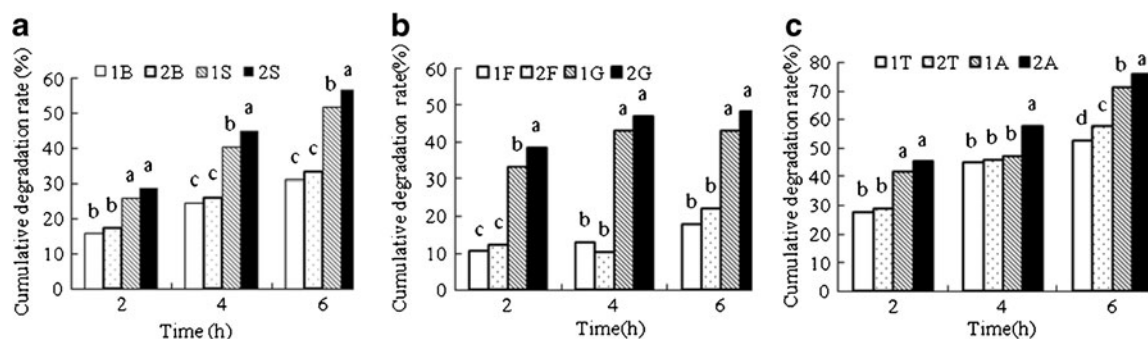 a
Cumulative degradation rate (%)
60
50
40
30
20
10
0
1B 2B 1S 2S
b b a a
c c b a
c c b a
2 4 6
Time (h)
b
Cumulative degradation rate(%)
60
50
40
30
20
10
0
1F 2F 1G 2G
c c b a
b b a a
b b a a
2 4 6
Time(h)
c
Cumulative degradation rate(%)
80
70
60
50
40
30
20
10
0
1T 2T 1A 2A
b b a a
b b b a
d c b a
2 4 6
Time(h)